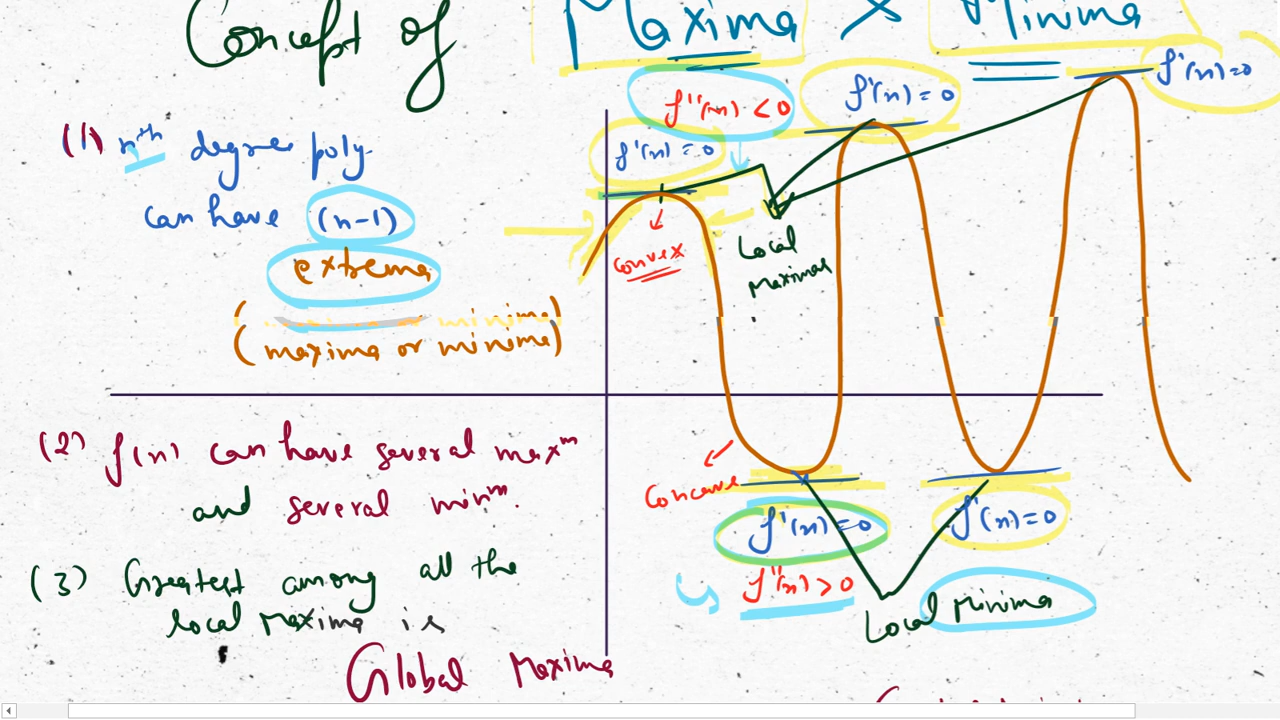 Concept of Maxima & Minima
(1) nth degree poly.
can have (n-1)
extrema
(maxima or minima)
f'(n)=0
f''(n) < 0
f'(n) = 0
f'(n)=0
Convex
Local
Maximas
Concave
f'(n)=0
f''(n) > 0
f'(n)=0
Local Minima
(2) f(n) can have several maxm
and several minm.
(3) Greatest among all the
local Maxima is
Global Maxima